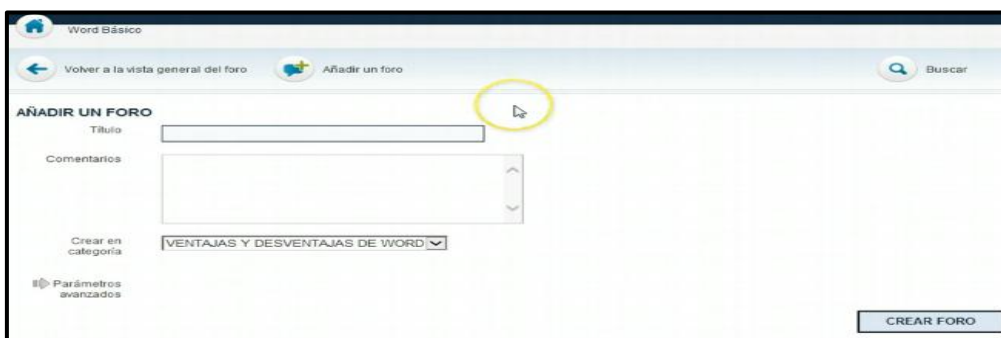 Word Básico
Volver a la vista general del foro
Añadir un foro
Buscar
AÑADIR UN FORO
Título
Comentarios
Crear en
categoría
VENTAJAS Y DESVENTAJAS DE WORD
Parámetros
avanzados
CREAR FORO